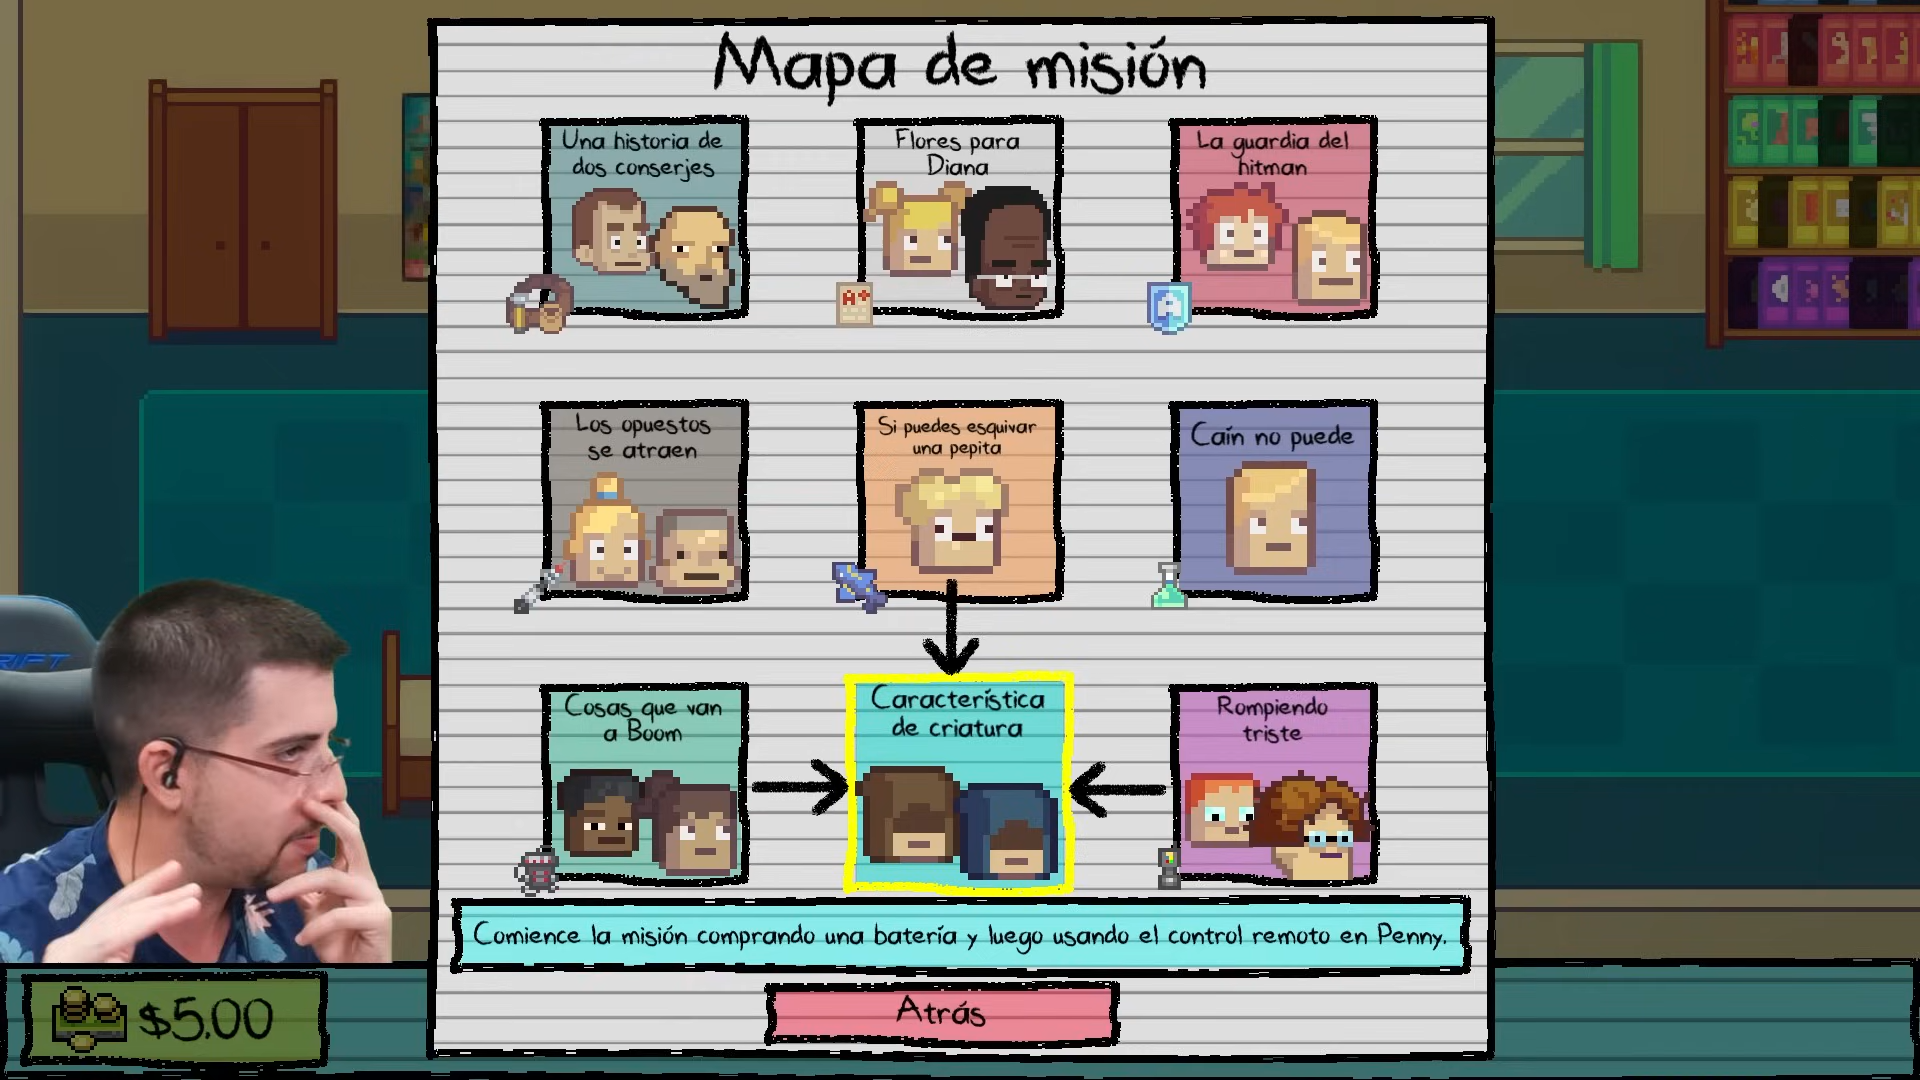 Mapa de misión
Una historia de
dos conserjes
Flores para
Diana
La guardia del
hitman
A+
A
Los opuestos
se atraen
Si puedes esquivar
una pepita
Caín no puede
Cosas que van
a Boom
Característica
de criatura
Rompiendo
triste
RIFT
Comience la misión comprando una batería y luego usando el control remoto en Penny.
Atrás
$5.00